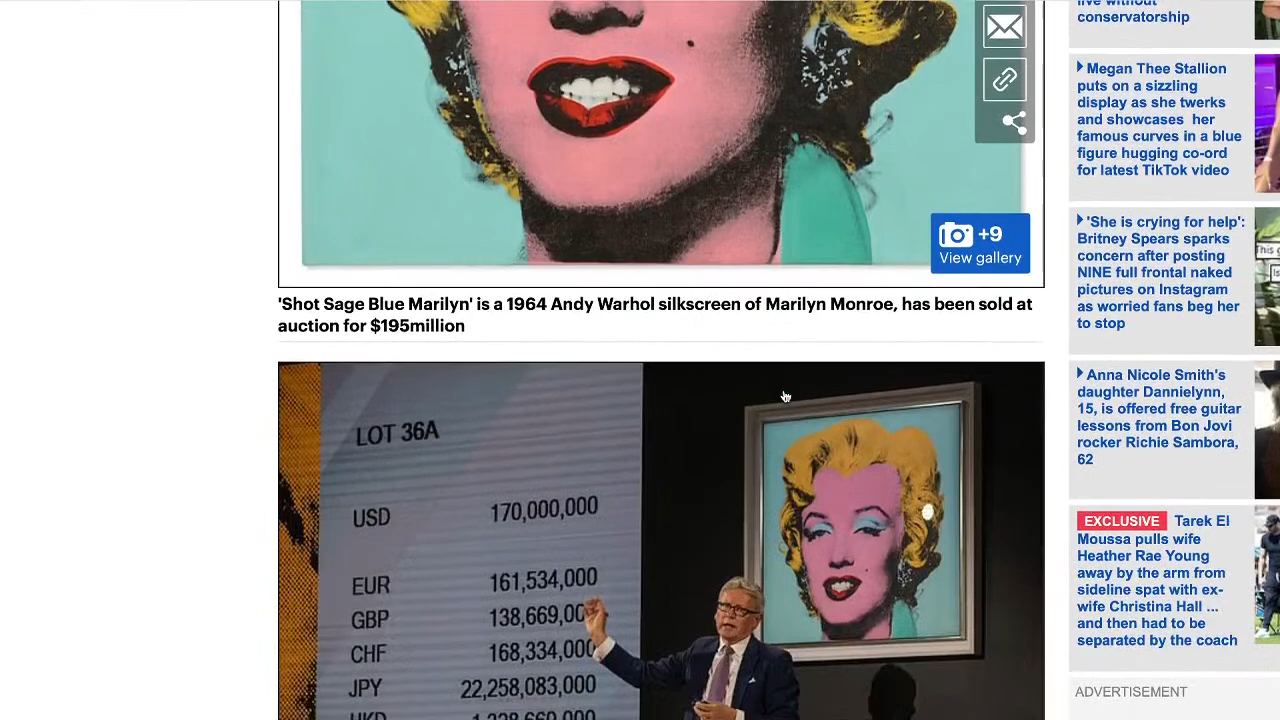 +9
View gallery
'Shot Sage Blue Marilyn' is a 1964 Andy Warhol silkscreen of Marilyn Monroe, has been sold at
auction for $195million
LOT 36A
USD 170,000,000
EUR 161,534,000
GBP 138,669,00
CHF 168,334,000
JPY 22,258,083,000
conservatorship
Megan Thee Stallion
puts on a sizzling
display as she twerks
and showcases her
famous curves in a blue
figure hugging co-ord
for latest TikTok video
'She is crying for help':
Britney Spears sparks
concern after posting
NINE full frontal naked
pictures on Instagram
as worried fans beg her
to stop
Anna Nicole Smith's
daughter Dannielynn,
15, is offered free guitar
lessons from Bon Jovi
rocker Richie Sambora,
62
EXCLUSIVE Tarek El
Moussa pulls wife
Heather Rae Young
away by the arm from
sideline spat with ex-
wife Christina Hall ...
and then had to be
separated by the coach
ADVERTISEMENT